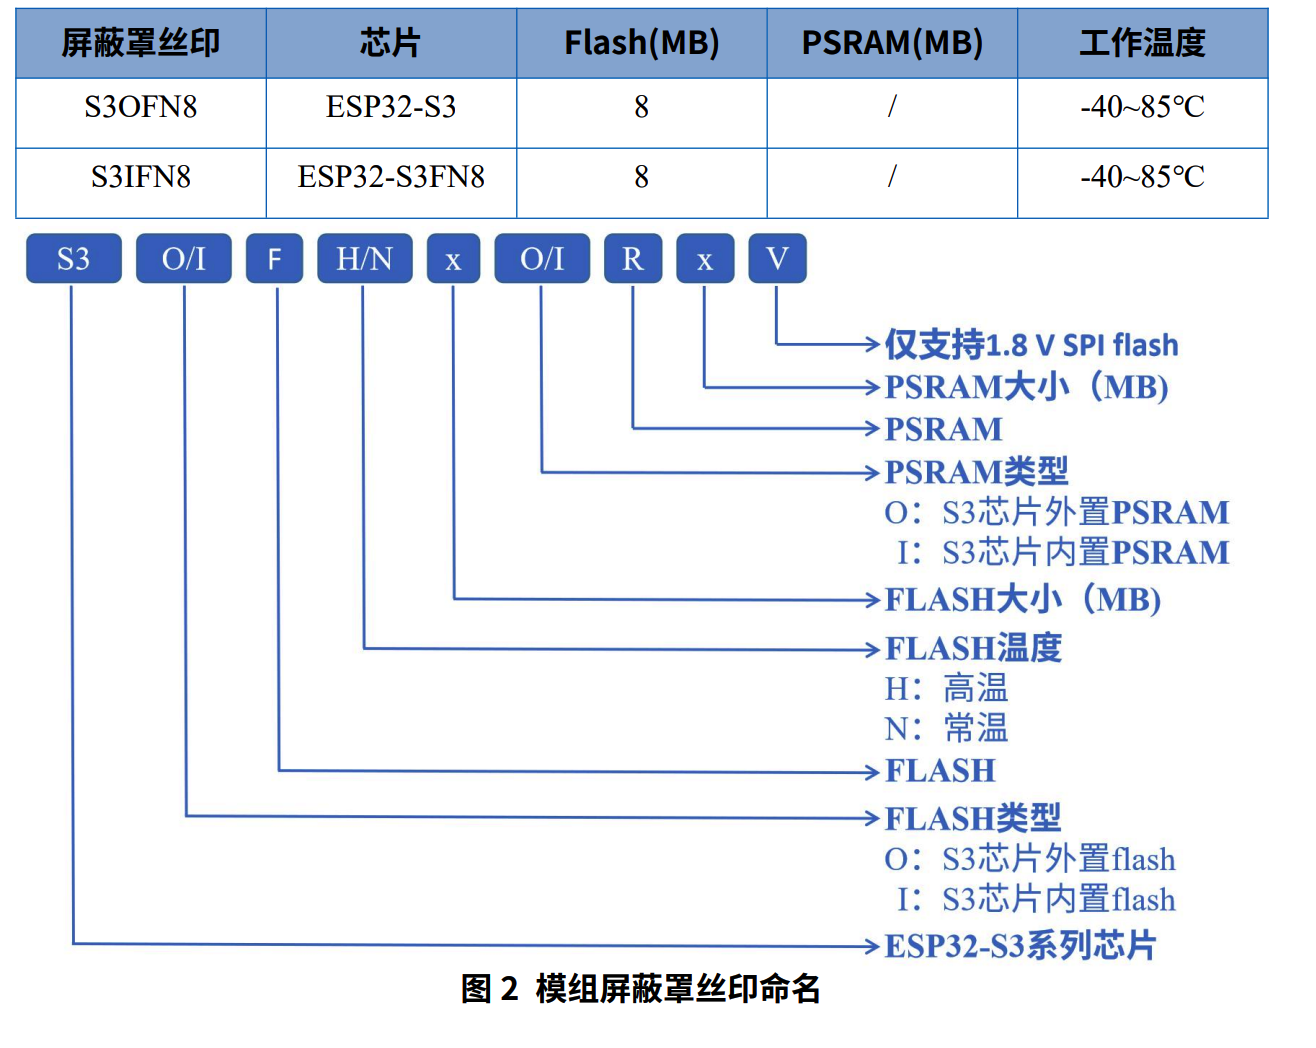 屏蔽罩丝印 芯片 Flash(MB) PSRAM(MB) 工作温度
S3OFN8 ESP32-S3 8 / -40~85℃
S3IFN8 ESP32-S3FN8 8 / -40~85℃
S3 O/I F H/N x O/I R x V
仅支持1.8 V SPI flash
PSRAM大小（MB)
PSRAM
PSRAM类型
O：S3芯片外置PSRAM
I：S3芯片内置PSRAM
FLASH大小（MB)
FLASH温度
H：高温
N：常温
FLASH
FLASH类型
O：S3芯片外置flash
I：S3芯片内置flash
ESP32-S3系列芯片
图 2 模组屏蔽罩丝印命名